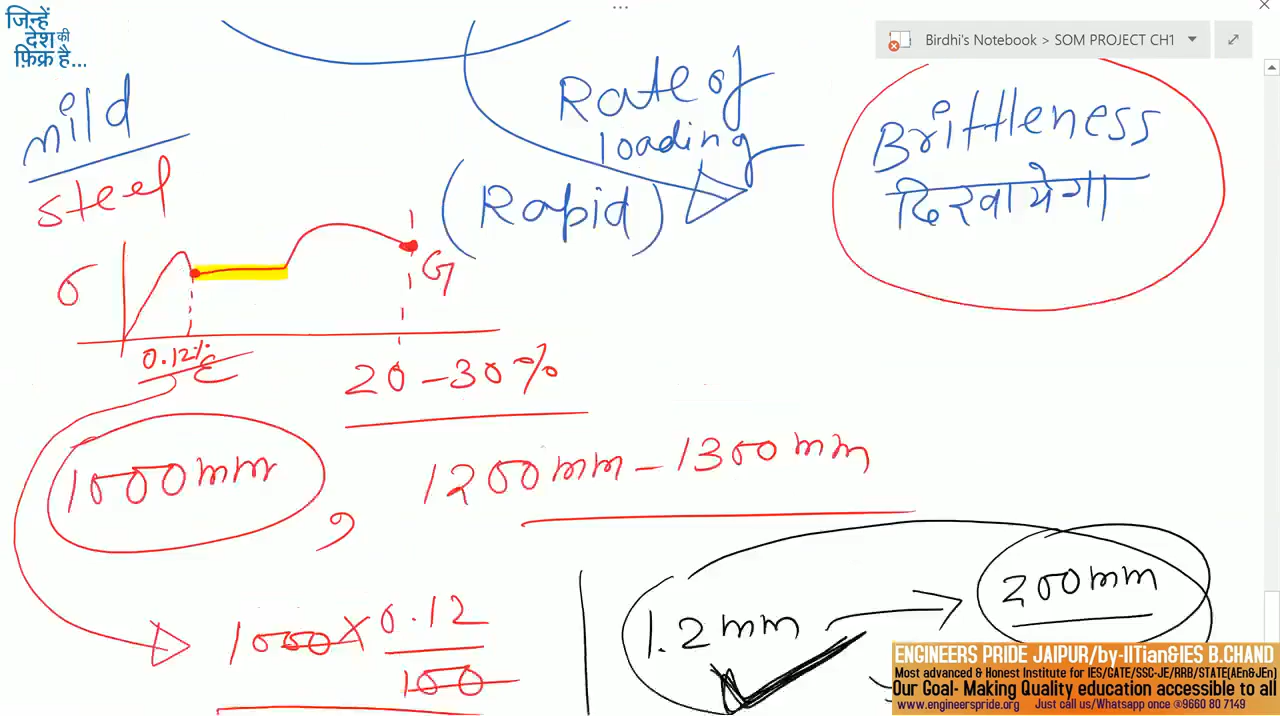 जिन्हें
देश की
फ़िक्र है...
Birdhi's Notebook > SOM PROJECT CH1
mild
steel
Rate of
loading
(Rapid)
Brittleness
दिखायेगा
σ
G
0.12%
ε
20-30%
1000mm
,
1200mm-1300mm
1000 × 0.12
100
1.2mm
200mm
ENGINEERS PRIDE JAIPUR/by-IITian&IES B.CHAND
Most advanced & Honest Institute for IES/GATE/SSC-JE/RRB/STATE(AEn&JEn)
Our Goal- Making Quality education accessible to all
www.engineerspride.org Just call us/Whatsapp once @9660 80 7149